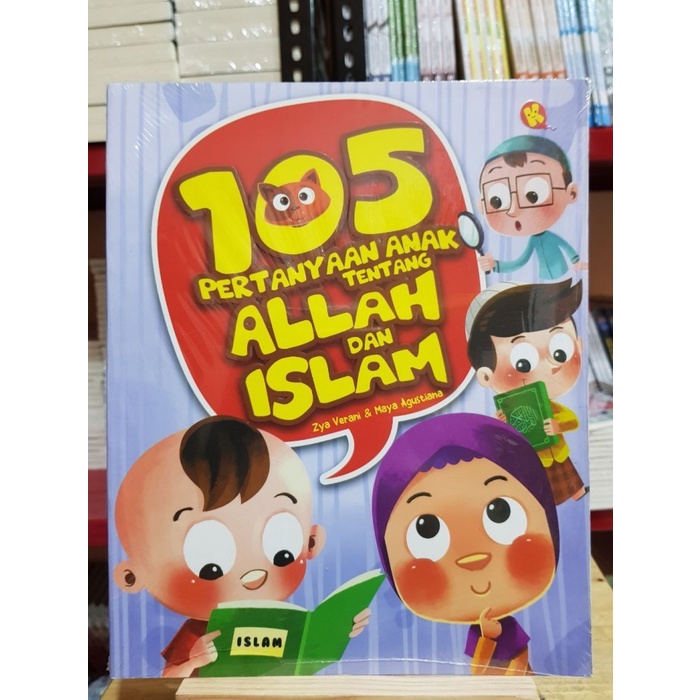 K
105
PERTANYAAN ANAK
TENTANG
ALLAH
DAN
ISLAM
Zya Verani & Maya Agustiana
ISLAM